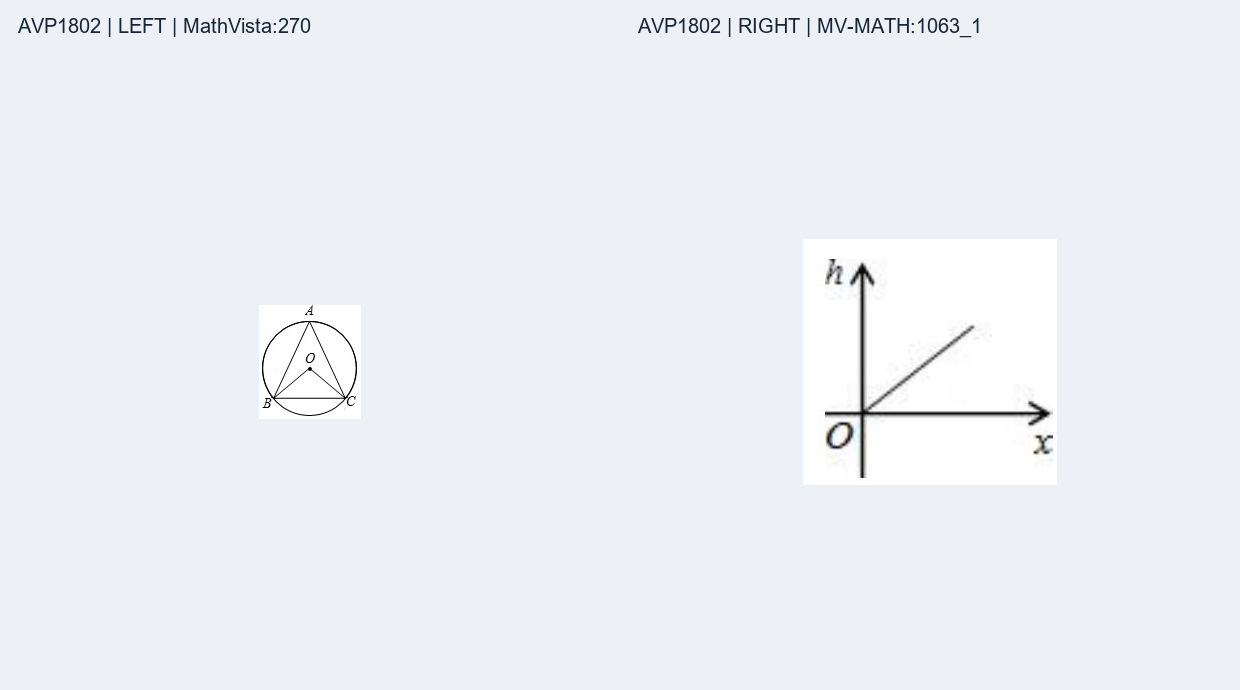 AVP1802 | LEFT | MathVista:270
AVP1802 | RIGHT | MV-MATH:1063_1
A
O
B
C
h
O
x